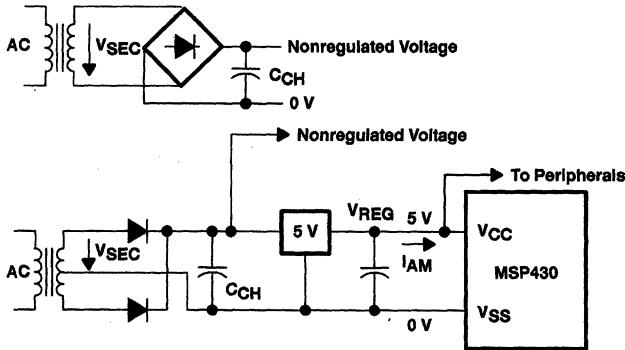 AC
VSEC
Nonregulated Voltage
CCH
0 V
Nonregulated Voltage
To Peripherals
VREG
5 V
5 V
VCC
AC
VSEC
CCH
IAM
MSP430
VSS
0 V